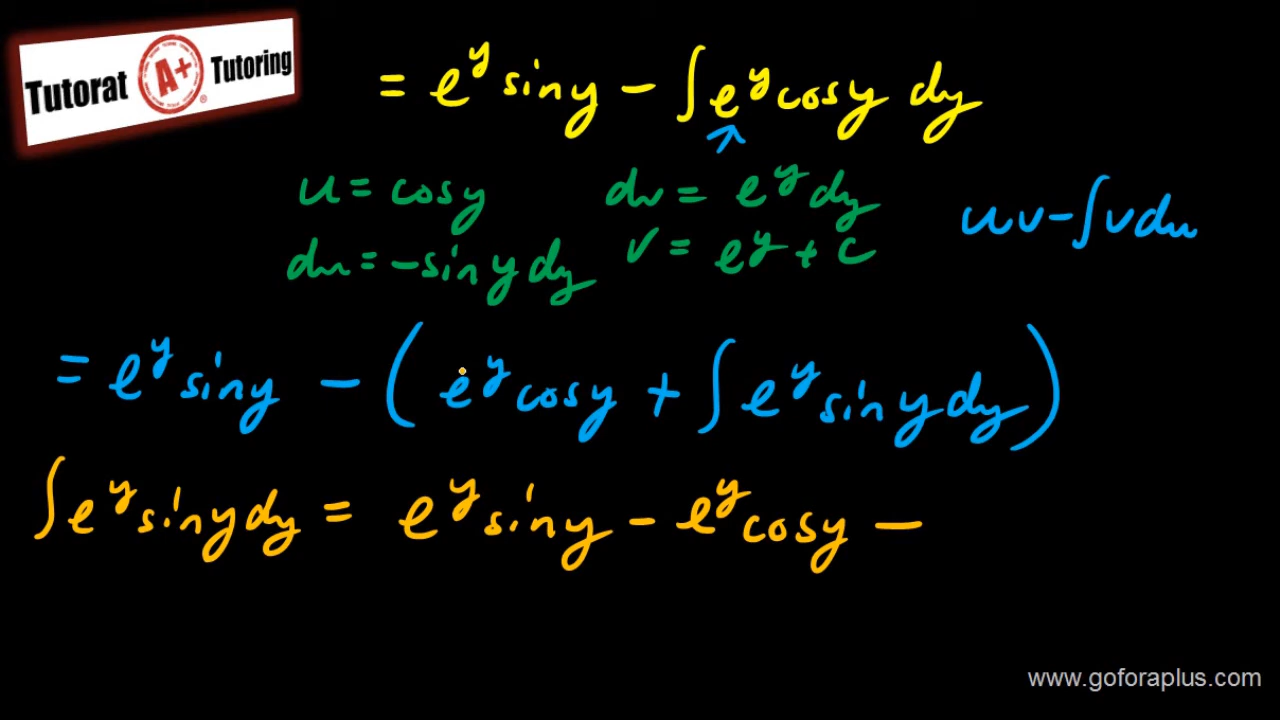 Tutorat A+ Tutoring
= e^y sin y − ∫ e^y cos y dy
u = cos y dv = e^y dy
uv − ∫ v du
du = −sin y dy v = e^y + c
= e^y sin y − ( e^y cos y + ∫ e^y sin y dy )
∫ e^y sin y dy = e^y sin y − e^y cos y −
www.goforaplus.com